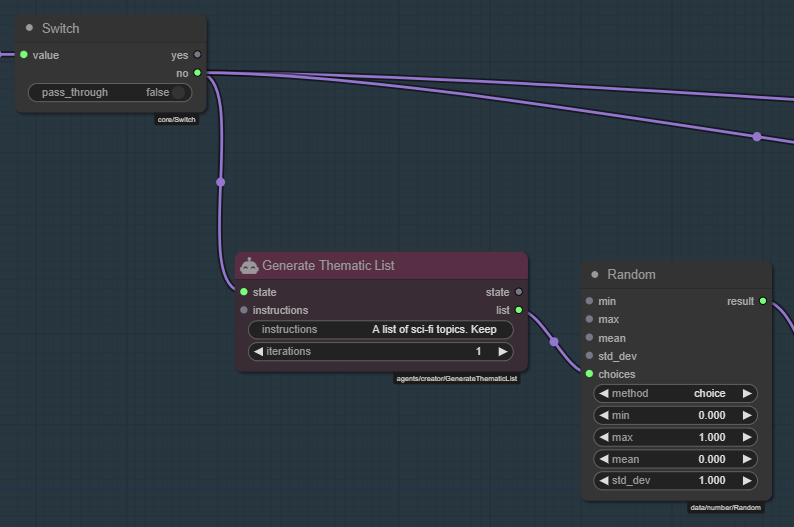 Switch
value yes
no
pass_through false
core/Switch
Generate Thematic List
state state
instructions list
instructions A list of sci-fi topics. Keep
iterations 1
agents/creator/GenerateThematicList
Random
min result
max
mean
std_dev
choices
method choice
min 0.000
max 1.000
mean 0.000
std_dev 1.000
data/number/Random